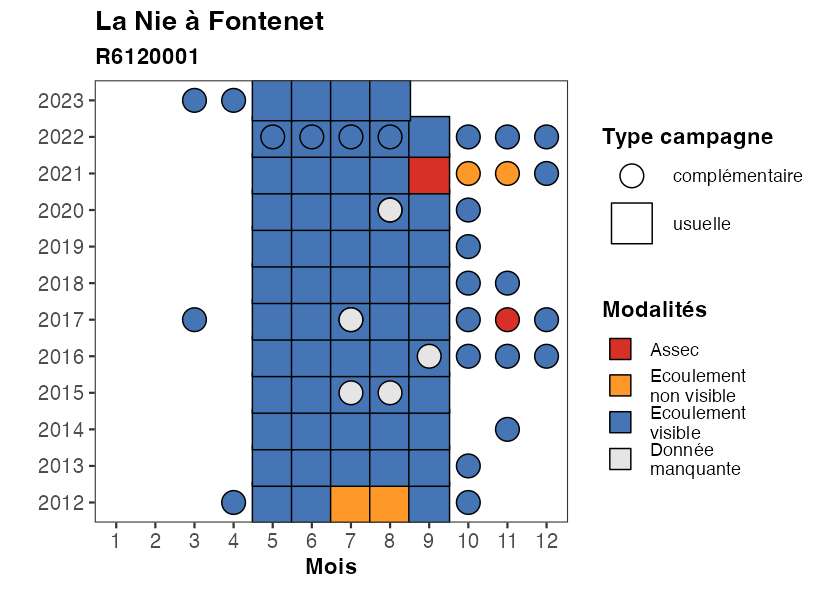 La Nie à Fontenet
R6120001
2023
2022
2021
2020
2019
2018
2017
2016
2015
2014
2013
2012
1 2 3 4 5 6 7 8 9 10 11 12
Mois
Type campagne
complémentaire
usuelle
Modalités
Assec
Ecoulement
non visible
Ecoulement
visible
Donnée
manquante